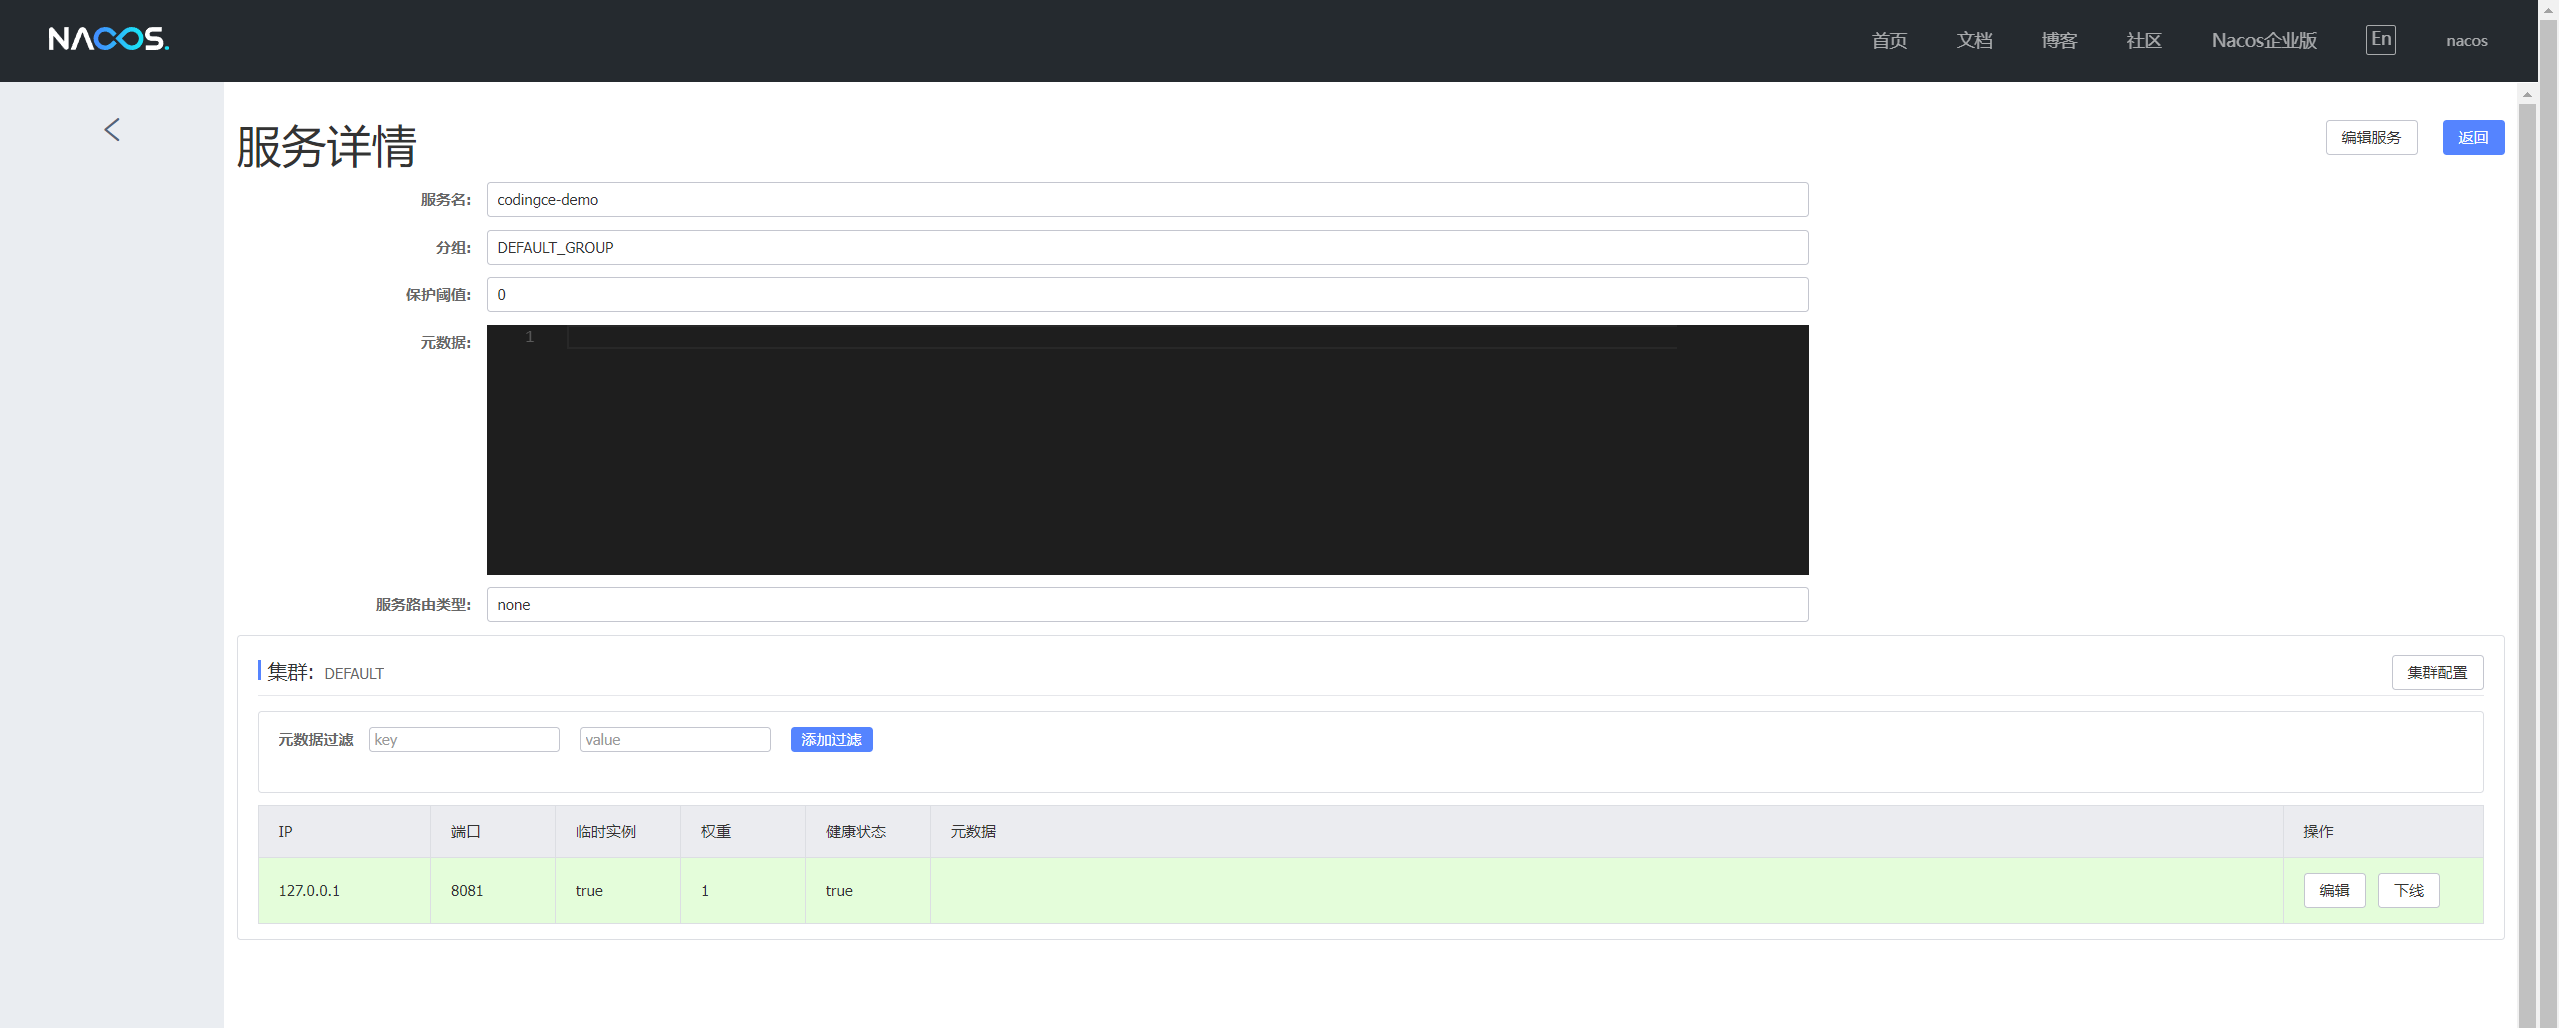 NACOS.
首页 文档 博客 社区 Nacos企业版 En nacos
服务详情
编辑服务 返回
服务名: codingce-demo
分组: DEFAULT_GROUP
保护阈值: 0
元数据: 1
服务路由类型: none
集群: DEFAULT 集群配置
元数据过滤 key value 添加过滤
IP 端口 临时实例 权重 健康状态 元数据 操作
127.0.0.1 8081 true 1 true 编辑 下线